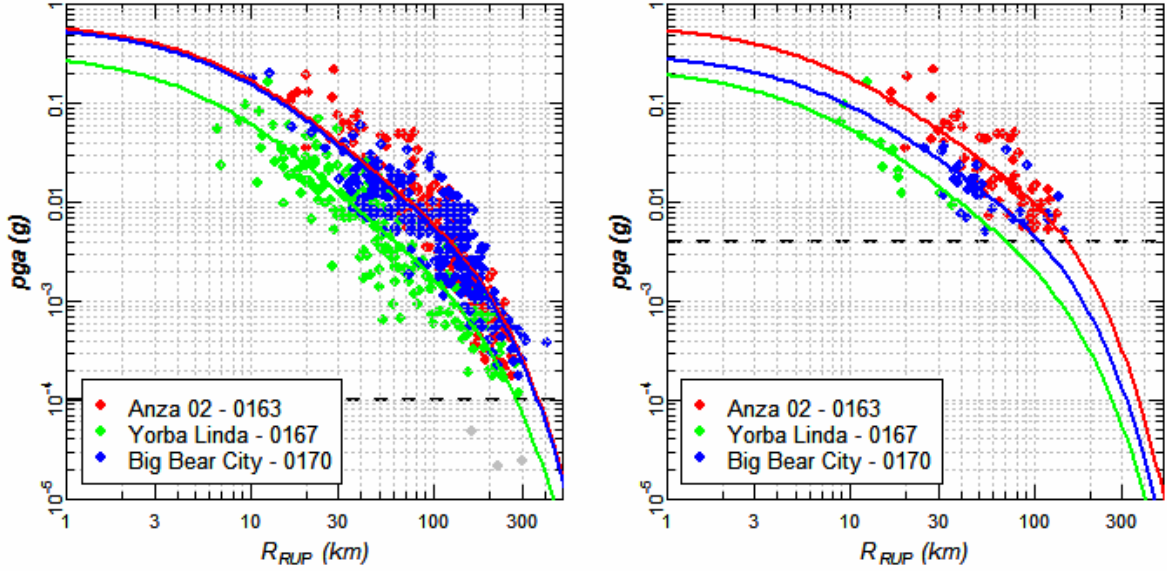 1
0.1
0.01
10-3
10-4
10-5
pga (g)
Anza 02 - 0163
Yorba Linda - 0167
Big Bear City - 0170
1 3 10 30 100 300
RRUP (km)
1
0.1
0.01
10-3
10-4
10-5
pga (g)
Anza 02 - 0163
Yorba Linda - 0167
Big Bear City - 0170
1 3 10 30 100 300
RRUP (km)